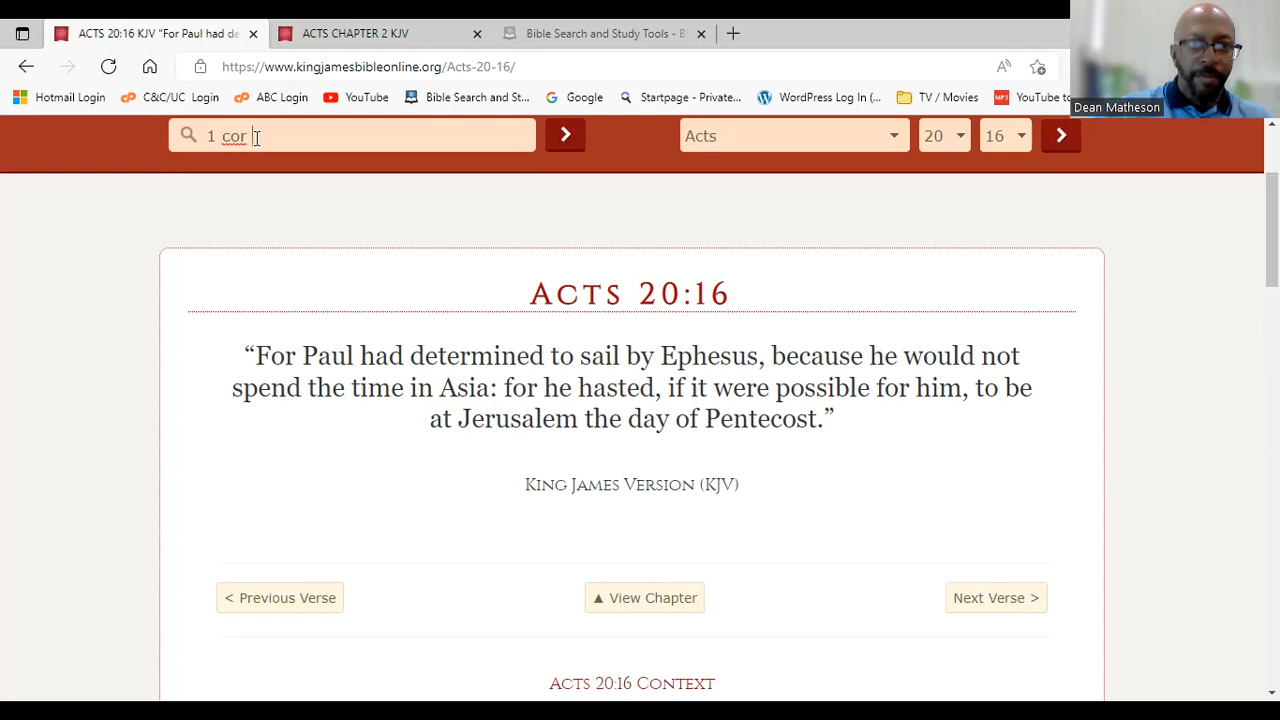 ACTS 20:16 KJV "For Paul had de
ACTS CHAPTER 2 KJV
Bible Search and Study Tools - Bl
https://www.kingjamesbibleonline.org/Acts-20-16/
Hotmail Login
C&C/UC Login
ABC Login
YouTube
Bible Search and St...
Google
Startpage - Private...
WordPress Log In (...
TV / Movies
MP3
YouTube to
Dean Matheson
1 cor
Acts
20
16
Acts 20:16
“For Paul had determined to sail by Ephesus, because he would not
spend the time in Asia: for he hasted, if it were possible for him, to be
at Jerusalem the day of Pentecost.”
King James Version (KJV)
< Previous Verse
▲ View Chapter
Next Verse >
Acts 20:16 Context